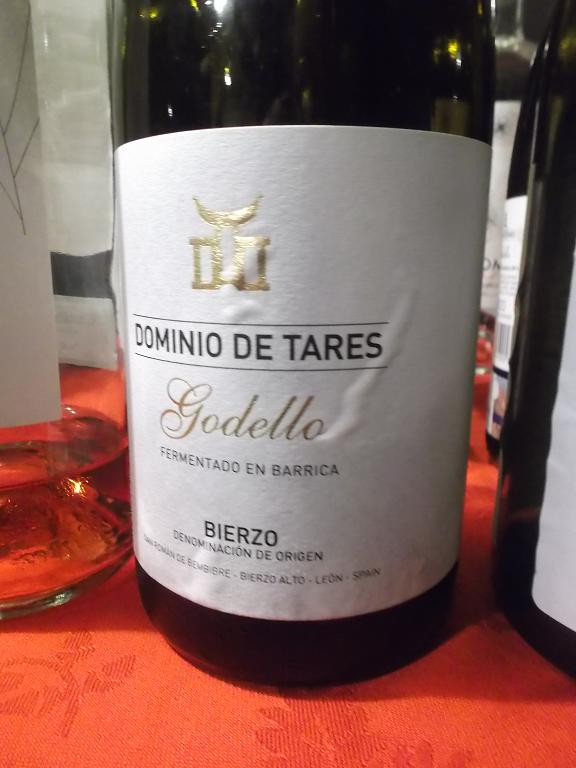 DOMINIO DE TARES
Godello
FERMENTADO EN BARRICA
BIERZO
DENOMINACIÓN DE ORIGEN
SAN ROMÁN DE BEMBIBRE - BIERZO ALTO - LEÓN - SPAIN